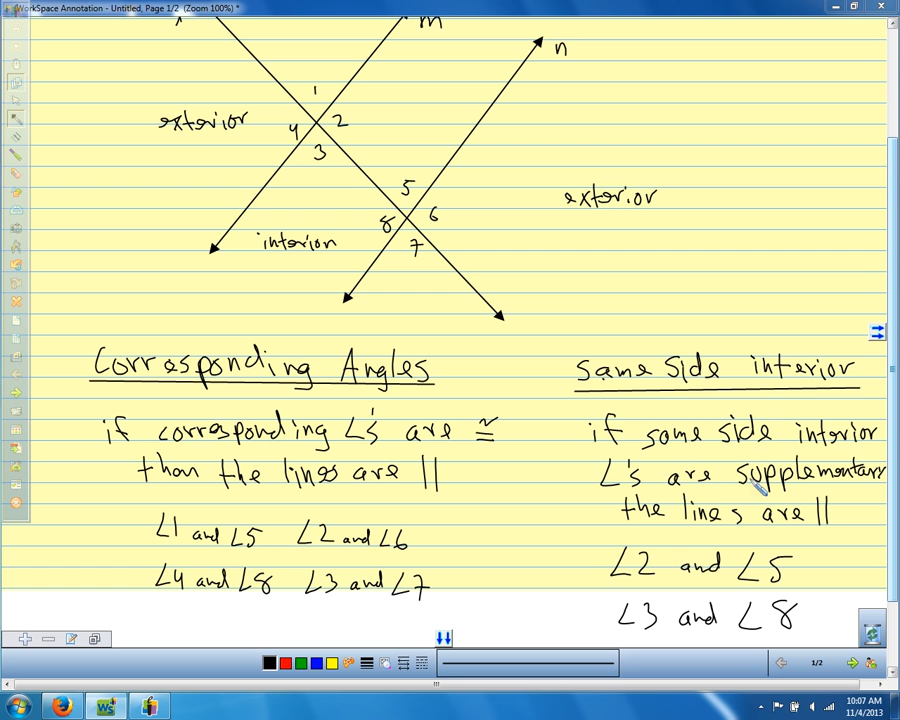 WorkSpace Annotation - Untitled, Page 1/2 (Zoom 100%) *
m
n
1
exterior
4
2
3
5
exterior
8
6
interior
7
Corresponding Angles
if corresponding ∠'s are ≅
than the lines are ||
∠1 and ∠5 ∠2 and ∠6
∠4 and ∠8 ∠3 and ∠7
Same Side interior
if same side interior
∠'s are supplementary
the lines are ||
∠2 and ∠5
∠3 and ∠8
1/2
10:07 AM
11/4/2013